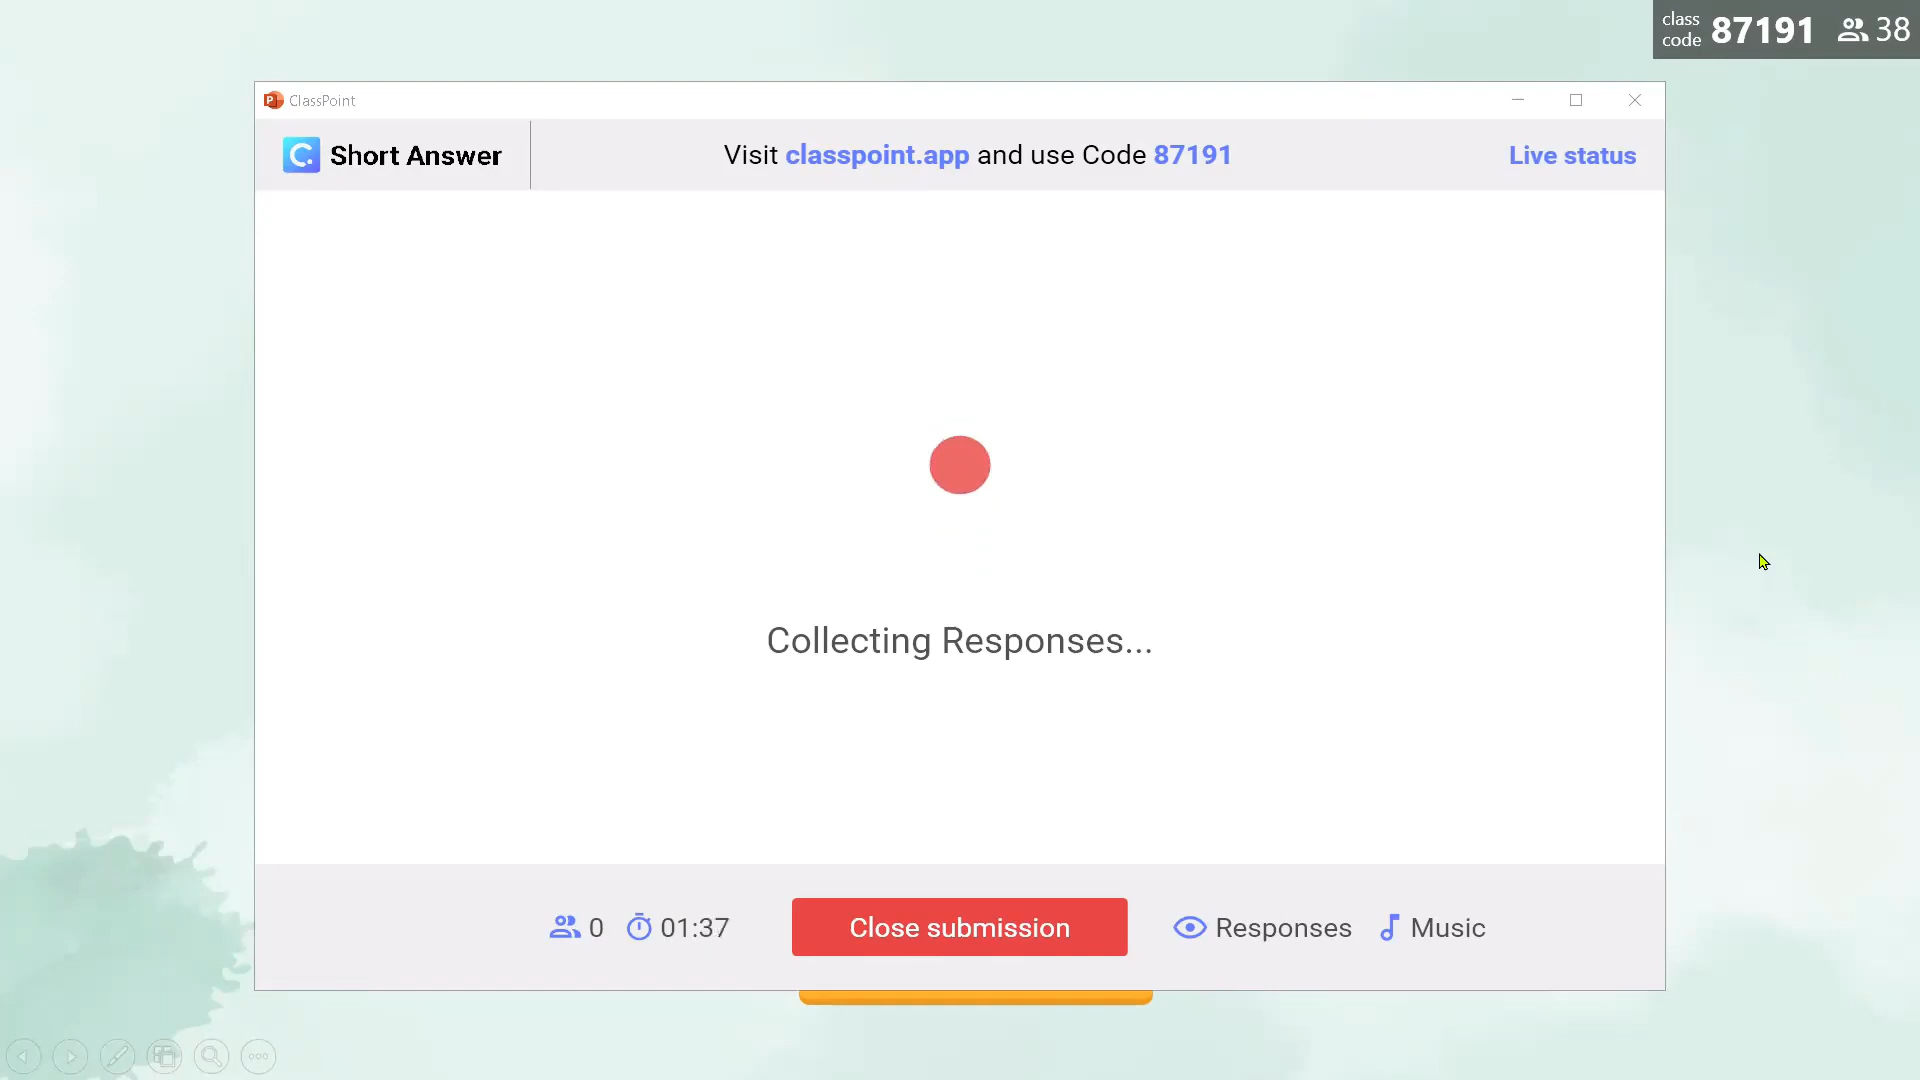 class code 87191 38
ClassPoint
Short Answer
Visit classpoint.app and use Code 87191
Live status
Collecting Responses...
0 01:37
Close submission
Responses
Music